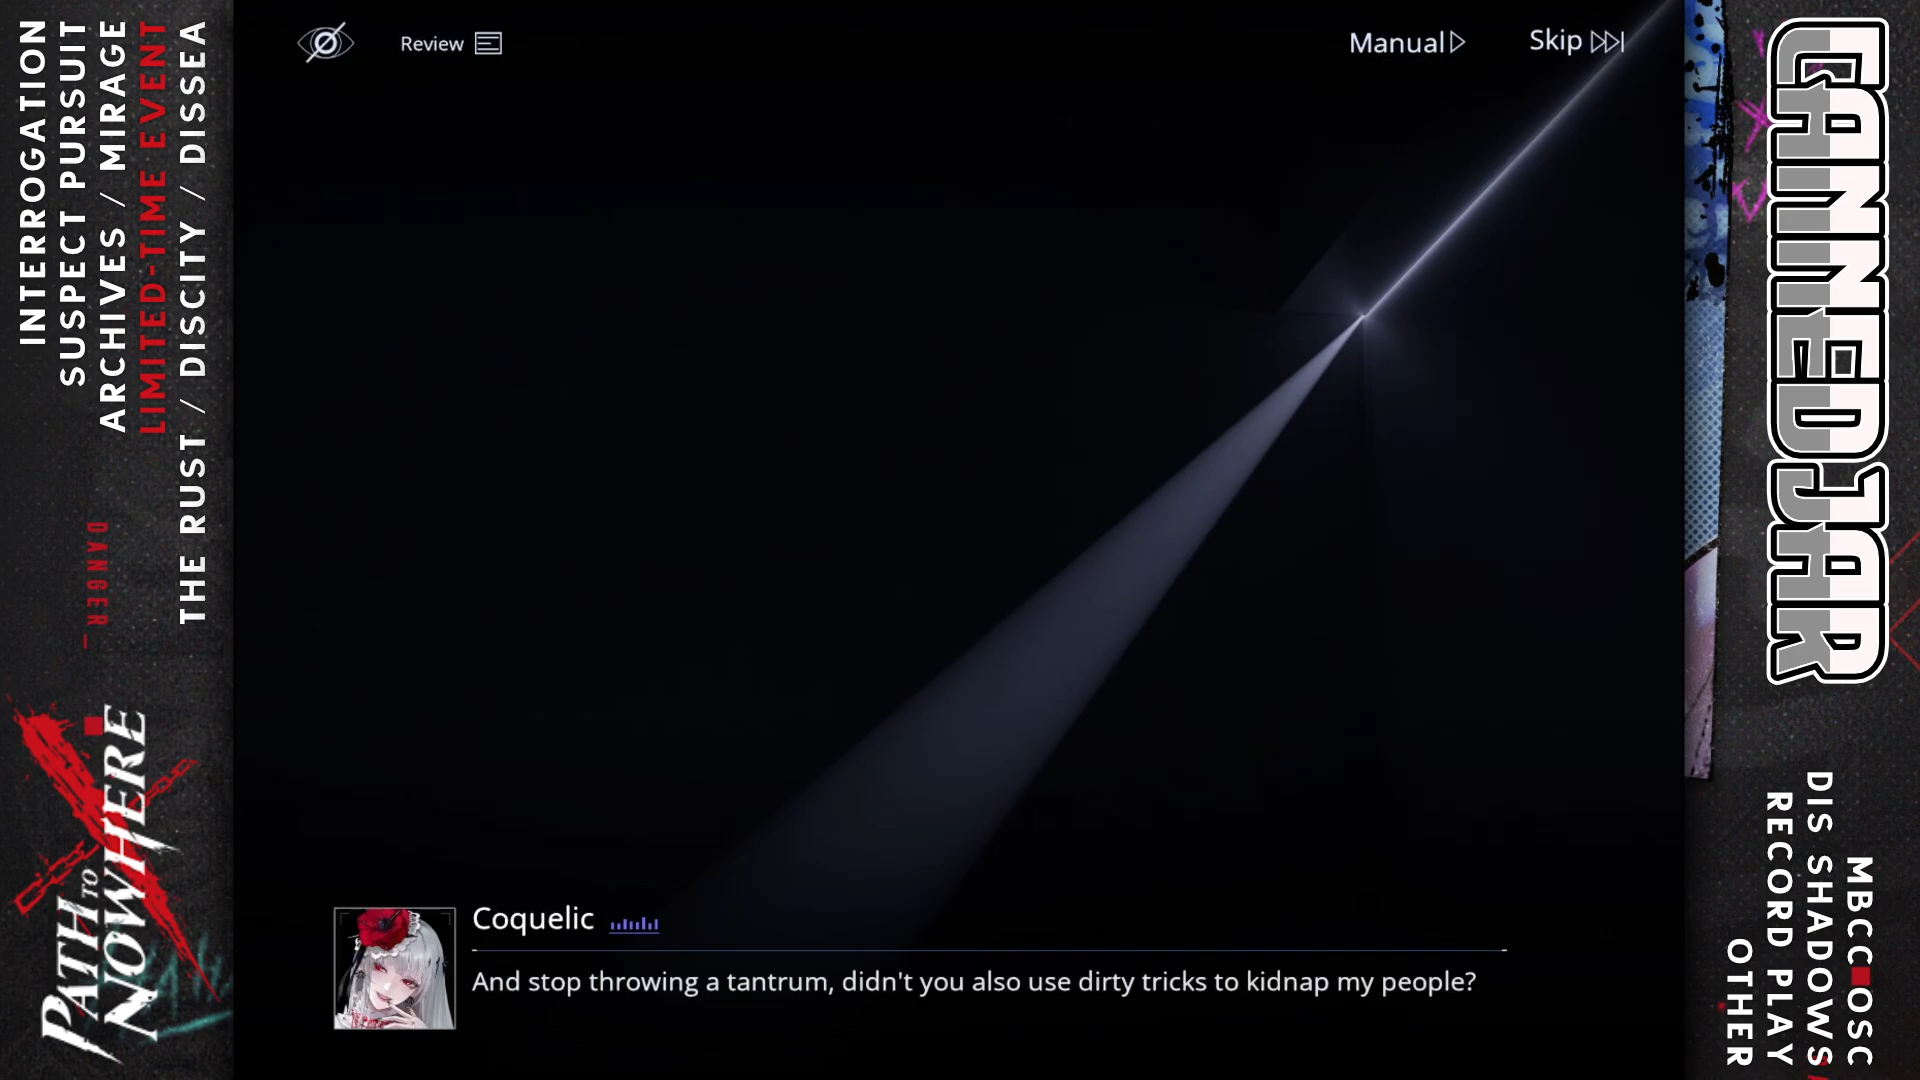 INTERROGATION
SUSPECT PURSUIT
ARCHIVES / MIRAGE
LIMITED-TIME EVENT
THE RUST / DISCITY / DISSEA
DANGER
PATH TO
NOWHERE
Review
Manual
Skip
Coquelic
And stop throwing a tantrum, didn't you also use dirty tricks to kidnap my people?
CANNEDJAR
MBCC OSC
DIS SHADOWS
RECORD PLAY
OTHER